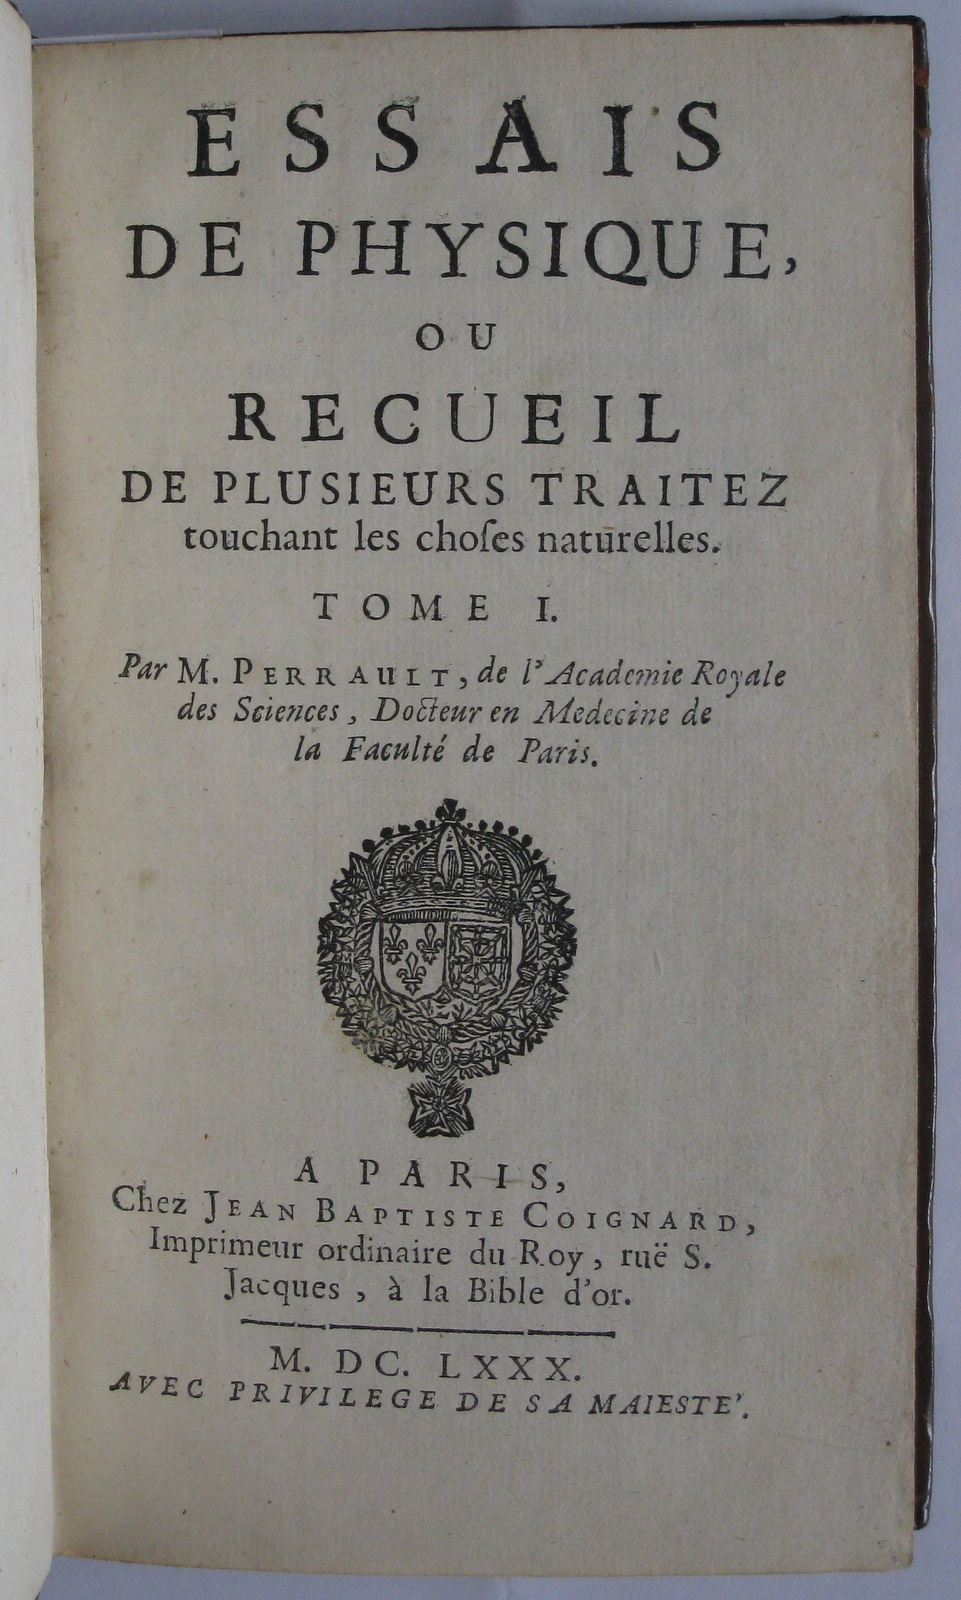 ESSAIS
DE PHYSIQUE,
OU
RECUEIL
DE PLUSIEURS TRAITEZ
touchant les choſes naturelles.
TOME I.
Par M. PERRAULT, de l'Academie Royale
des Sciences, Docteur en Medecine de
la Faculté de Paris.
A PARIS,
Chez JEAN BAPTISTE COIGNARD,
Imprimeur ordinaire du Roy, ruë S.
Jacques, à la Bible d'or.
M. DC. LXXX.
AVEC PRIVILEGE DE SA MAIESTE'.